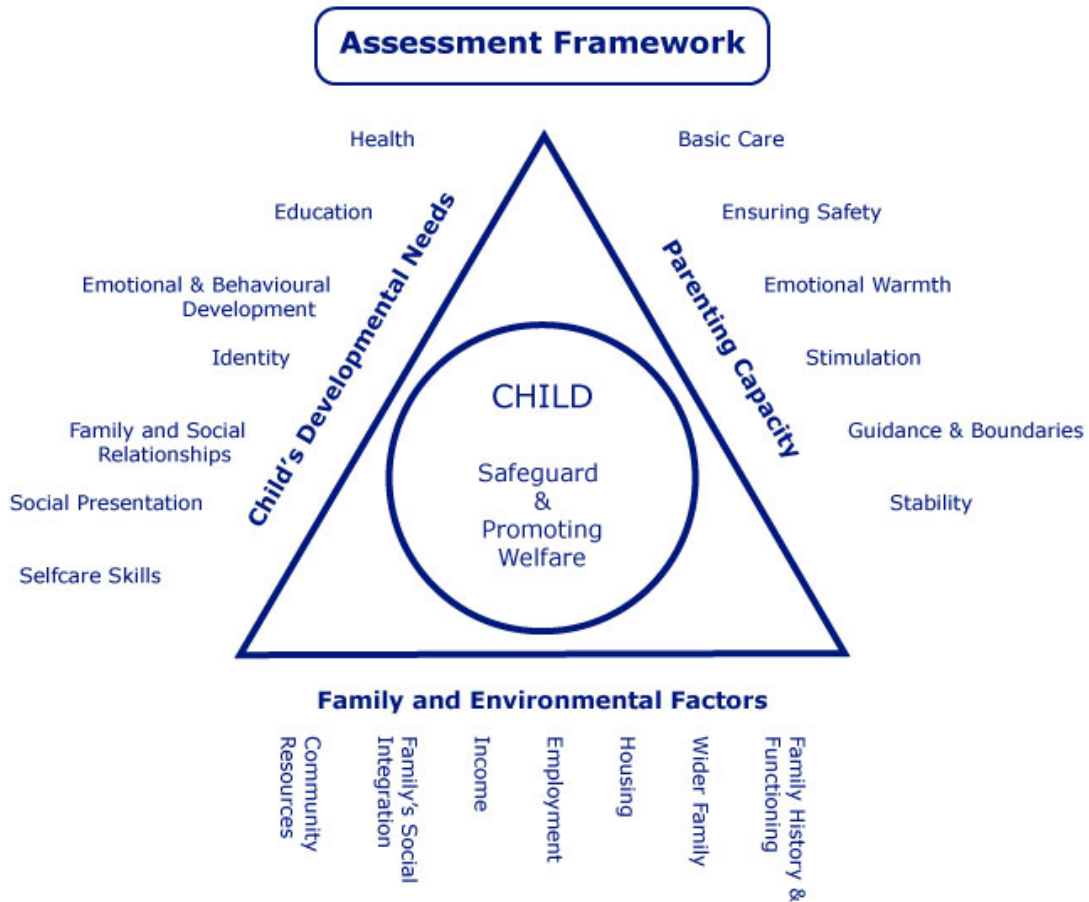 Assessment Framework
Health
Education
Emotional & Behavioural
Development
Identity
Family and Social
Relationships
Social Presentation
Selfcare Skills
Child's Developmental Needs
CHILD
Safeguard
&
Promoting
Welfare
Parenting Capacity
Basic Care
Ensuring Safety
Emotional Warmth
Stimulation
Guidance & Boundaries
Stability
Family and Environmental Factors
Community
Resources
Family's Social
Integration
Income
Employment
Housing
Wider Family
Family History &
Functioning